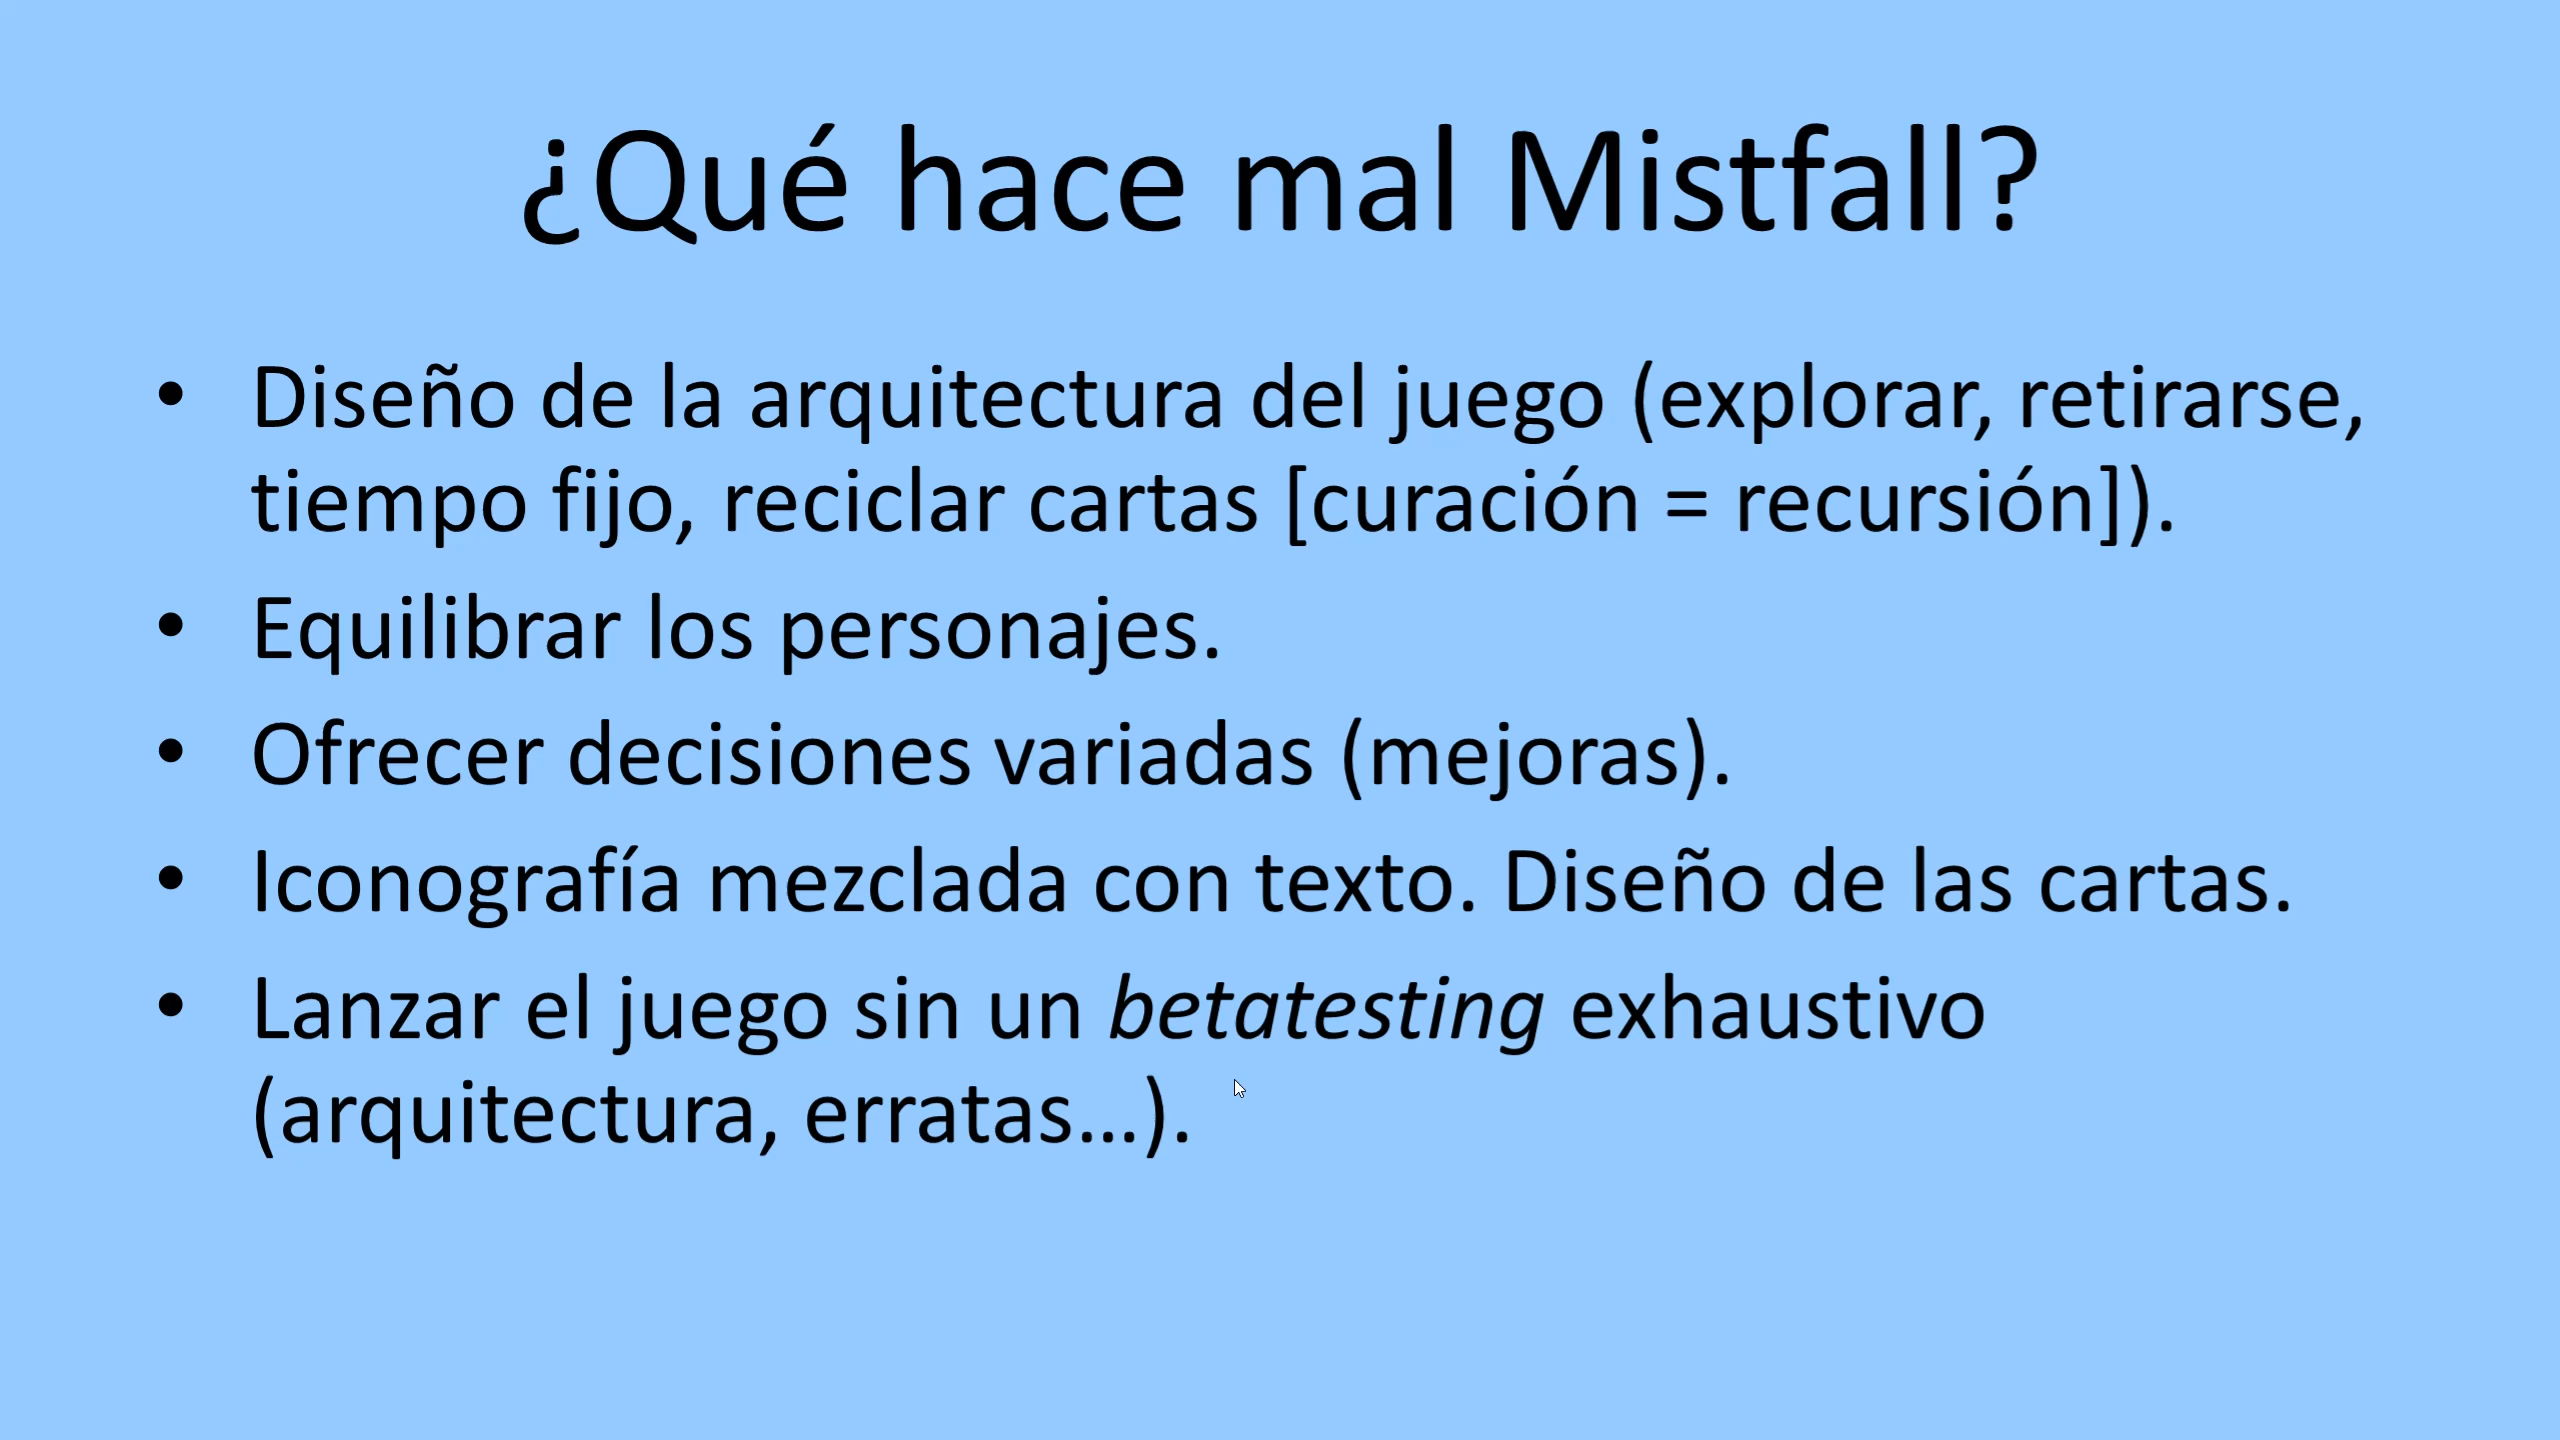 ¿Qué hace mal Mistfall?
• Diseño de la arquitectura del juego (explorar, retirarse,
tiempo fijo, reciclar cartas [curación = recursión]).
• Equilibrar los personajes.
• Ofrecer decisiones variadas (mejoras).
• Iconografía mezclada con texto. Diseño de las cartas.
• Lanzar el juego sin un betatesting exhaustivo
(arquitectura, erratas…).